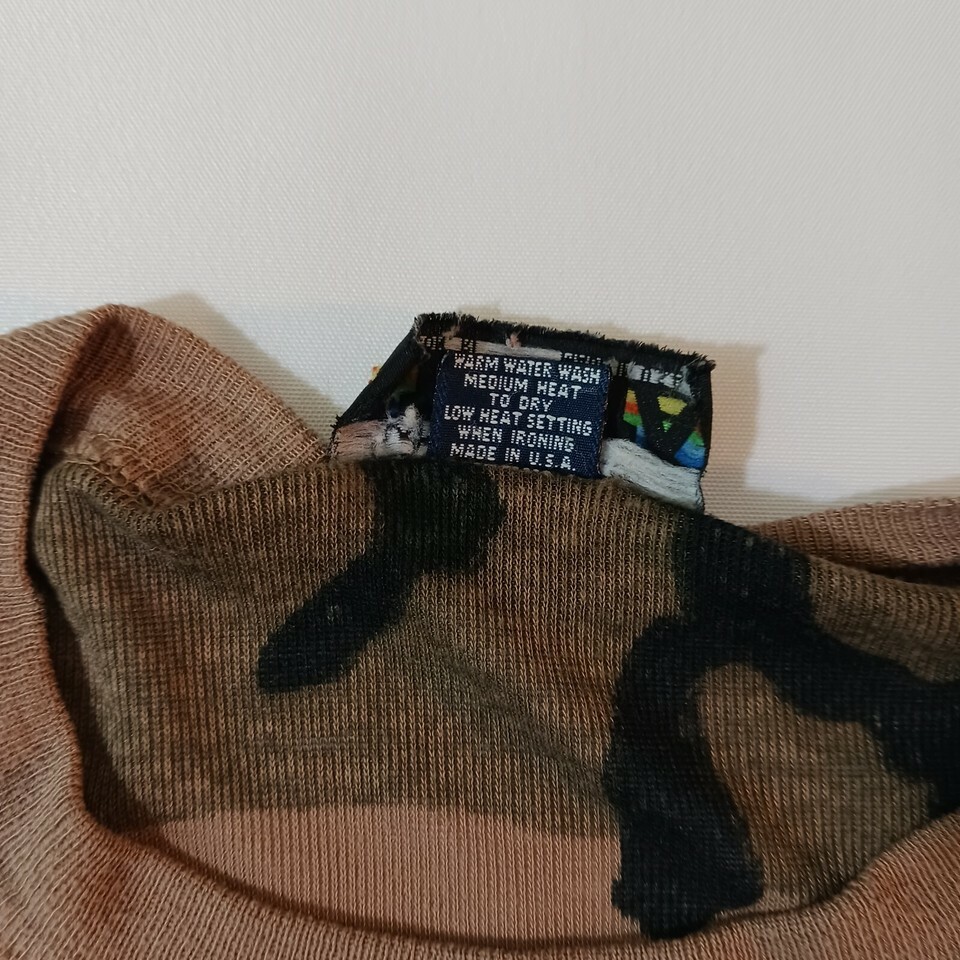 WARM WATER WASH
MEDIUM HEAT
TO DRY
LOW HEAT SETTING
WHEN IRONING
MADE IN U.S.A.